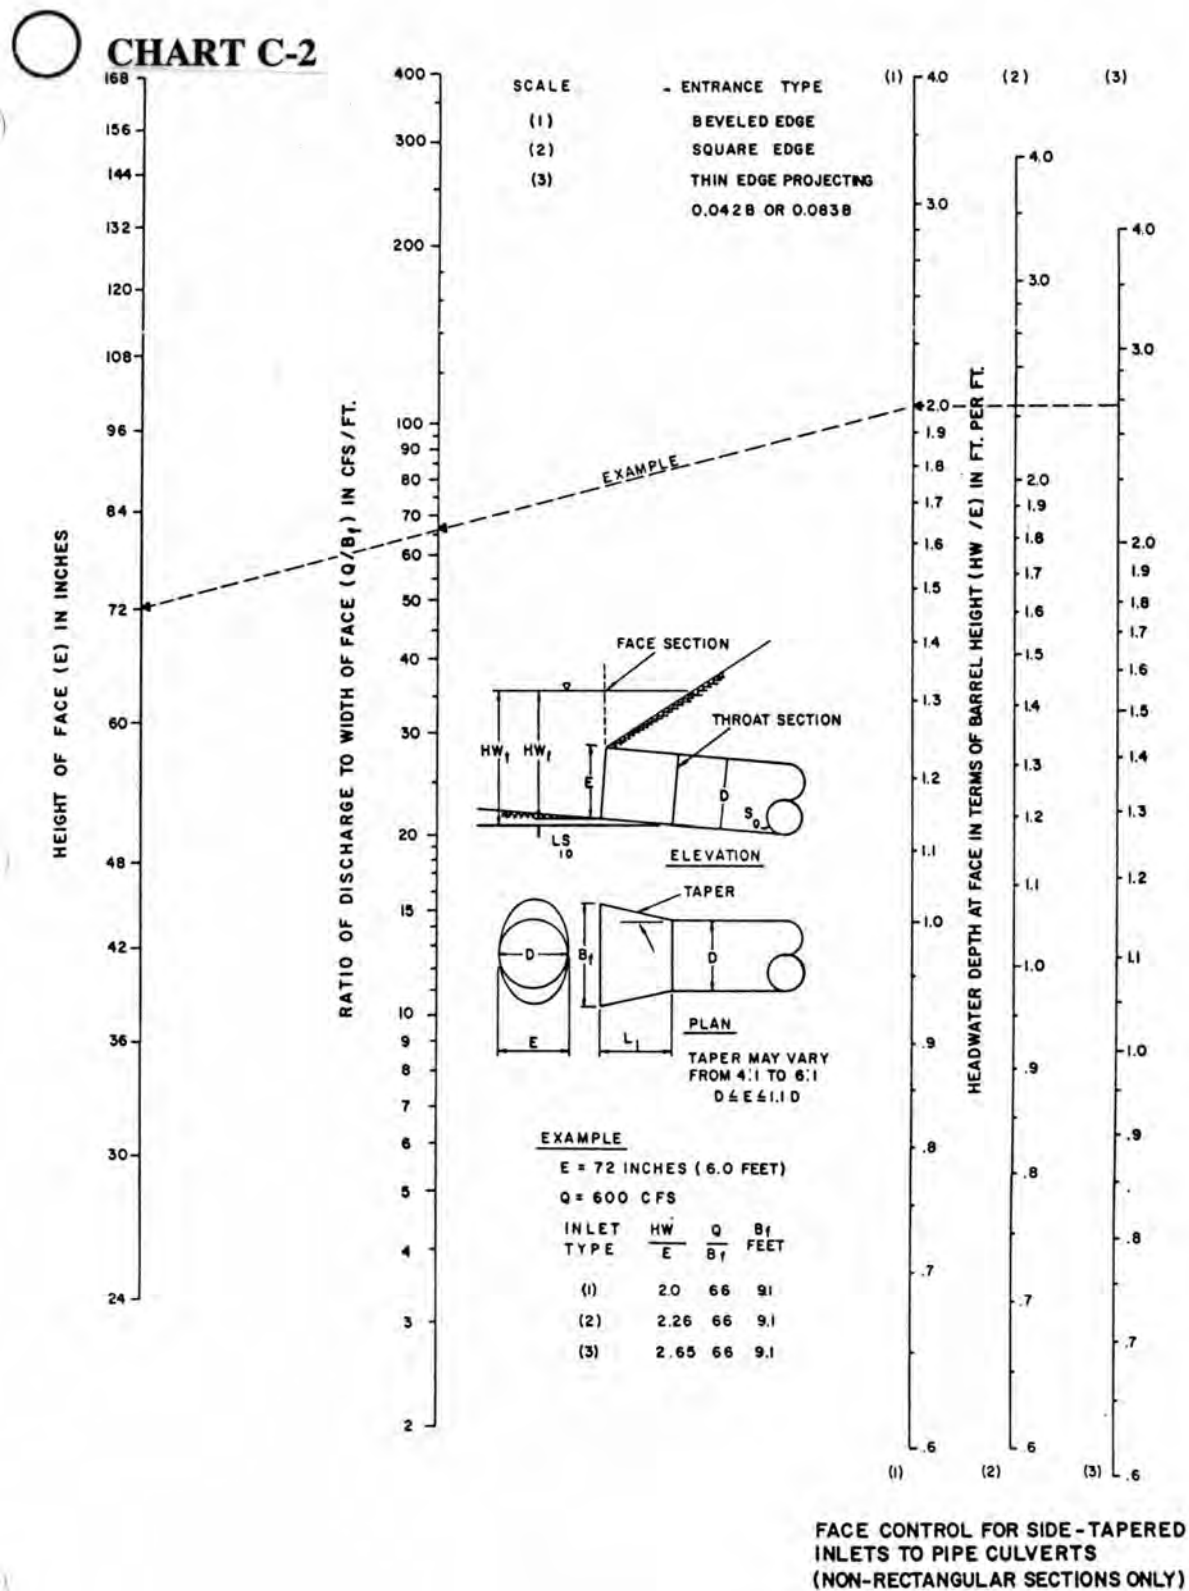 CHART C-2
168
156
144
132
120
108
96
84
72
60
48
42
36
30
24
HEIGHT OF FACE (E) IN INCHES
400
300
200
100
90
80
70
60
50
40
30
20
15
10
9
8
7
6
5
4
3
2
RATIO OF DISCHARGE TO WIDTH OF FACE (Q/Bf) IN CFS/FT.
SCALE ENTRANCE TYPE
(1) BEVELED EDGE
(2) SQUARE EDGE
(3) THIN EDGE PROJECTING
0.042B OR 0.083B
EXAMPLE
FACE SECTION
THROAT SECTION
HWf HWf
E
D
So
LS
10
ELEVATION
TAPER
D
Bf
D
E
L1
PLAN
TAPER MAY VARY
FROM 4:1 TO 6:1
D≤E≤1.1D
EXAMPLE
E = 72 INCHES (6.0 FEET)
Q = 600 CFS
INLET HW Q Bf
TYPE E Bf FEET
(1) 2.0 66 9.1
(2) 2.26 66 9.1
(3) 2.65 66 9.1
(1) (2) (3)
4.0
3.0
2.0
1.9
1.8
1.7
1.6
1.5
1.4
1.3
1.2
1.1
1.0
.9
.8
.7
.6
(1)
HEADWATER DEPTH AT FACE IN TERMS OF BARREL HEIGHT (HW /E) IN FT. PER FT.
4.0
3.0
2.0
1.9
1.8
1.7
1.6
1.5
1.4
1.3
1.2
1.1
1.0
.9
.8
.7
.6
(2)
4.0
3.0
2.0
1.9
1.8
1.7
1.6
1.5
1.4
1.3
1.2
1.1
1.0
.9
.8
.7
.6
(3)
FACE CONTROL FOR SIDE-TAPERED
INLETS TO PIPE CULVERTS
(NON-RECTANGULAR SECTIONS ONLY)